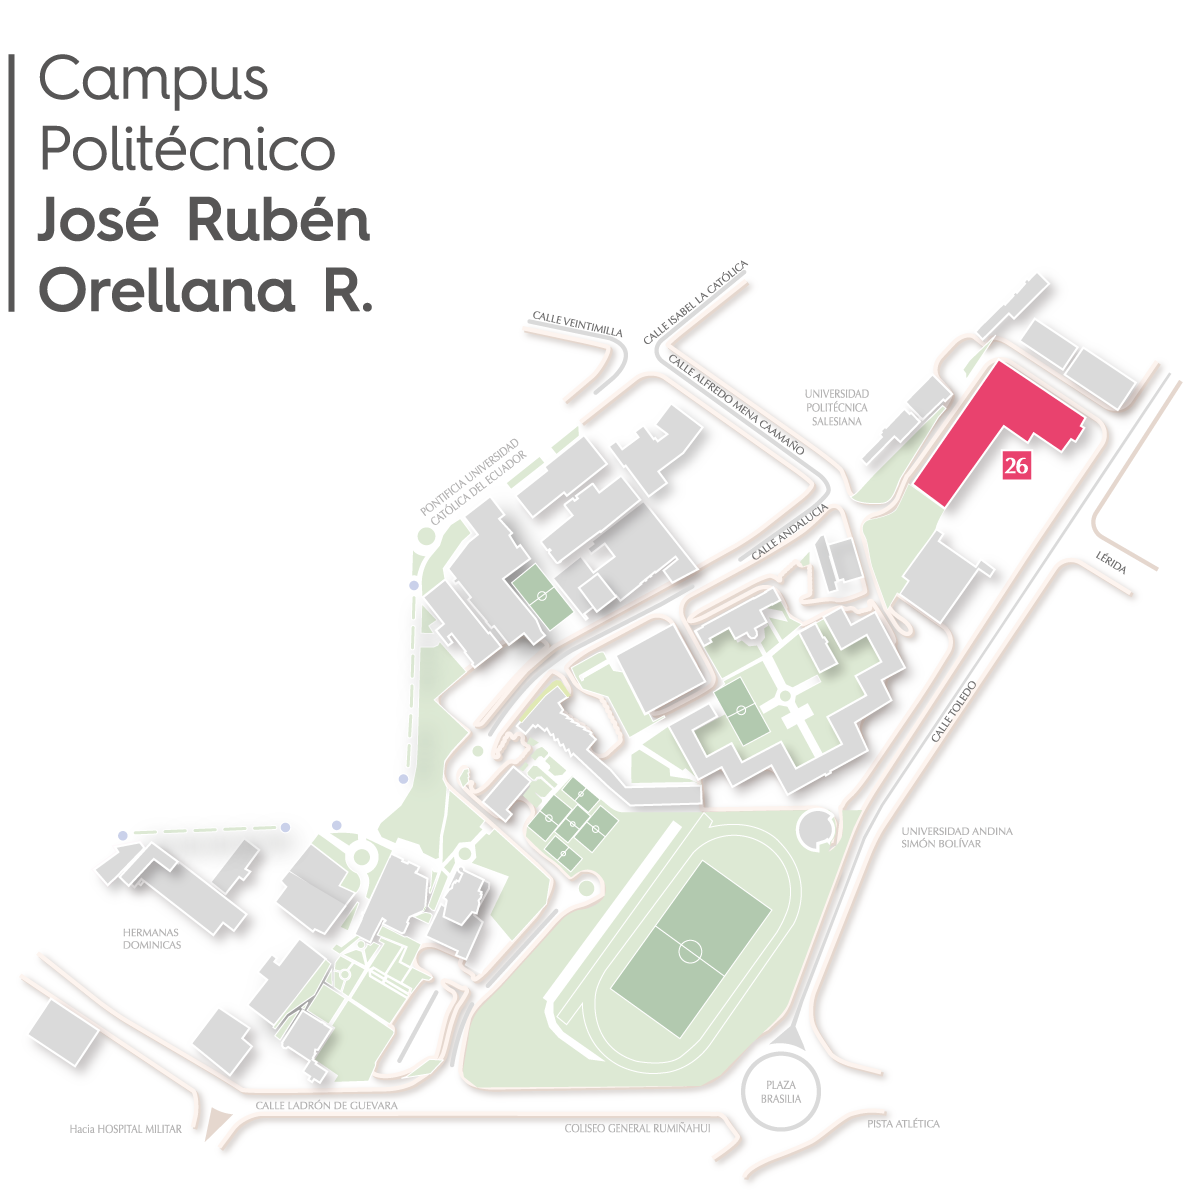 Campus
Politécnico
José Rubén
Orellana R.
CALLE ISABEL LA CATÓLICA
CALLE VEINTIMILLA
CALLE ALFREDO MENA CAAMAÑO
UNIVERSIDAD
POLITÉCNICA
SALESIANA
26
PONTIFICIA UNIVERSIDAD
CATÓLICA DEL ECUADOR
CALLE ANDALUCIA
LÉRIDA
CALLE TOLEDO
UNIVERSIDAD ANDINA
SIMÓN BOLÍVAR
HERMANAS
DOMINICAS
PLAZA
BRASILIA
CALLE LADRÓN DE GUEVARA
Hacia HOSPITAL MILITAR
COLISEO GENERAL RUMIÑAHUI
PISTA ATLÉTICA